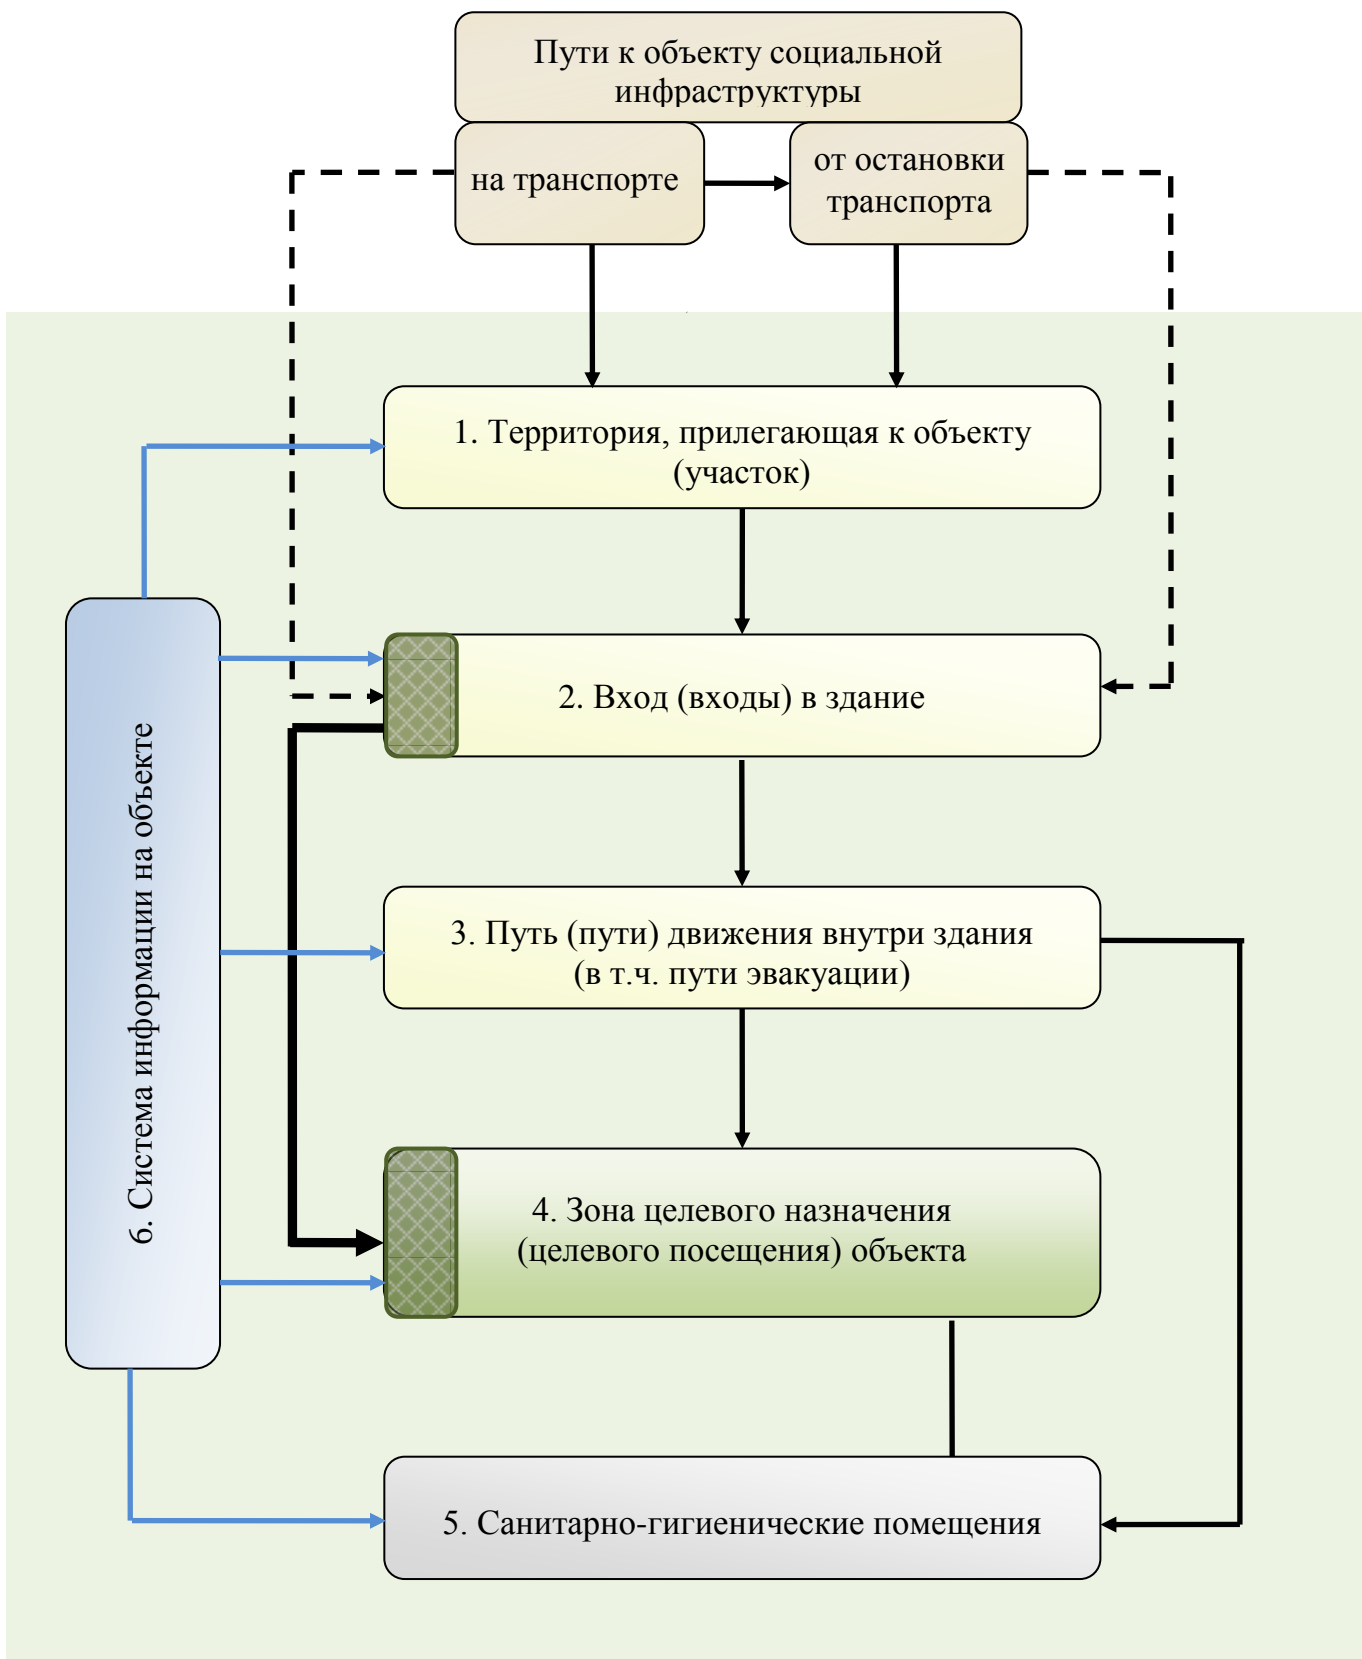 Пути к объекту социальной
инфраструктуры
на транспорте
от остановки
транспорта
1. Территория, прилегающая к объекту
(участок)
2. Вход (входы) в здание
3. Путь (пути) движения внутри здания
(в т.ч. пути эвакуации)
4. Зона целевого назначения
(целевого посещения) объекта
5. Санитарно-гигиенические помещения
6. Система информации на объекте